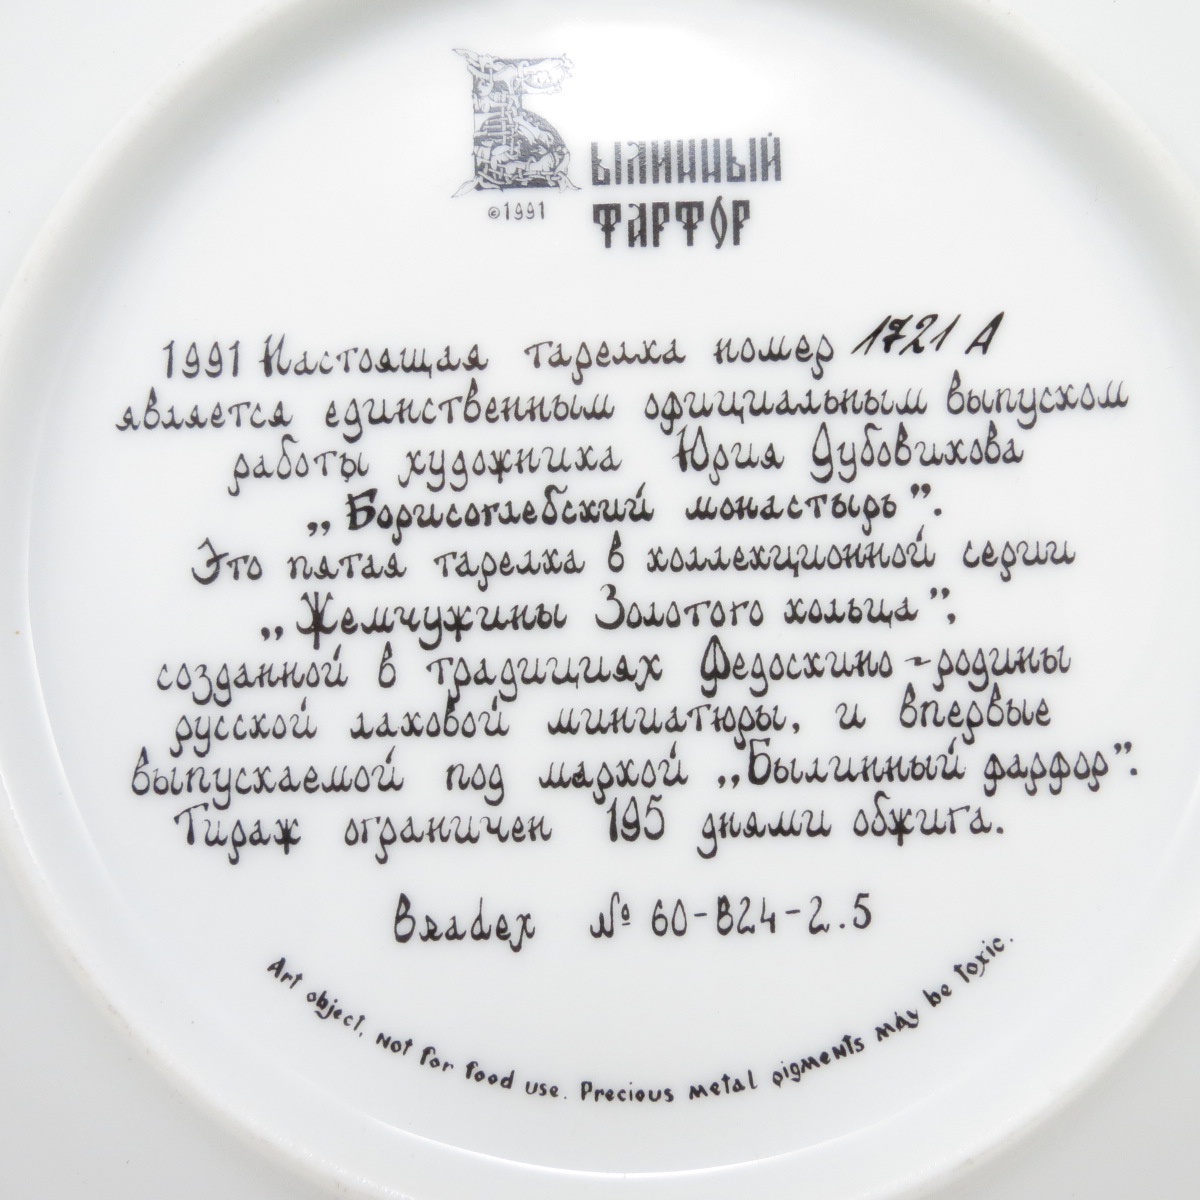 Былинный
©1991
фарфор
1991 Настоящая тарелка номер 1721 A
является единственным официальным выпуском
работы художника Юрия Дубовикова
„Борисоглебский монастырь”.
Это пятая тарелка в коллекционной серии
„Жемчужины Золотого кольца”,
созданной в традициях Федоскино - родины
русской лаковой миниатюры, и впервые
выпускаемой под маркой „Былинный фарфор”.
Тираж ограничен 195 днями обжига.
Bradex № 60-B24-2.5
Art object, not for food use. Precious metal pigments may be toxic.